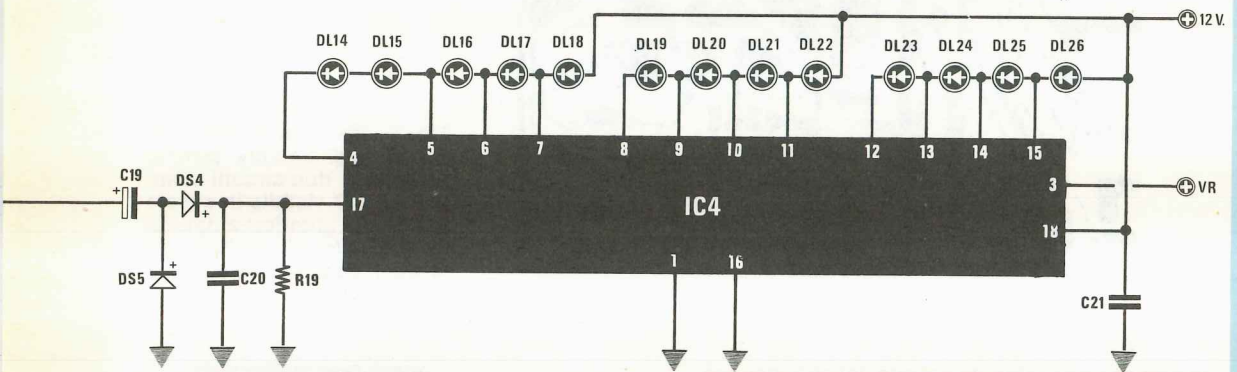 12 V.
DL14 DL15 DL16 DL17 DL18 DL19 DL20 DL21 DL22 DL23 DL24 DL25 DL26
4 5 6 7 8 9 10 11 12 13 14 15
3 VR
C19 DS4
17 IC4
18
DS5 C20 R19 1 16
C21